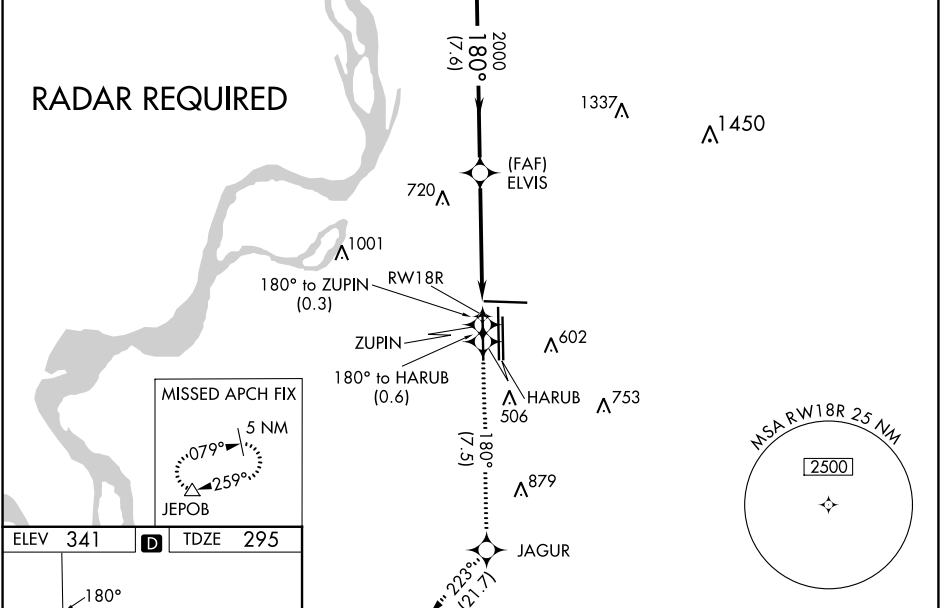 2000
180°
(7.6)
RADAR REQUIRED
1337
1450
(FAF)
ELVIS
720
1001
180° to ZUPIN
(0.3)
RW18R
ZUPIN
602
180° to HARUB
(0.6)
HARUB
506
753
MISSED APCH FIX
5 NM
079°
259°
JEPOB
180°
(7.5)
MSA RW18R 25 NM
2500
879
ELEV 341
D
TDZE 295
JAGUR
223°
(21.7)
180°